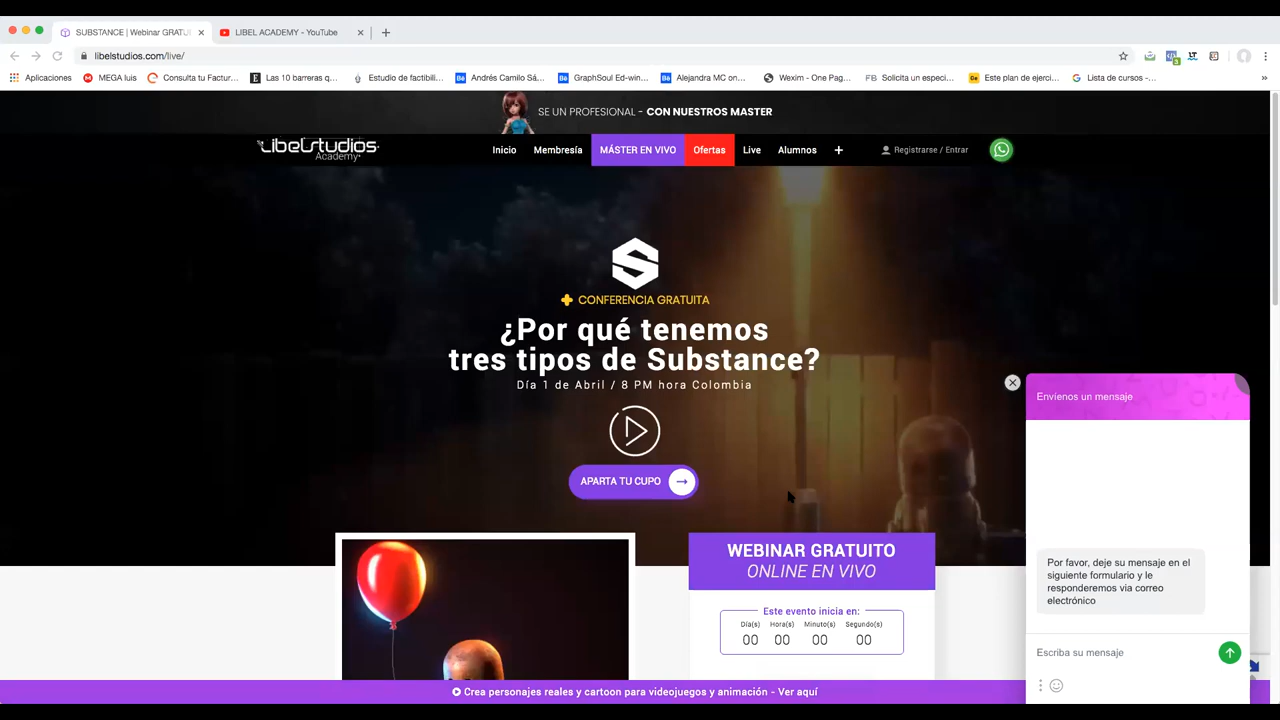 SUBSTANCE | Webinar GRATU
LIBEL ACADEMY - YouTube
libelstudios.com/live/
LT
Aplicaciones
MEGA luis
Consulta tu Factur...
Las 10 barreras q...
Estudio de factibili...
Andrés Camilo Sá...
GraphSoul Ed-win...
Alejandra MC on...
Wexim - One Pag...
FB Solicita un especi...
Este plan de ejerci...
Lista de cursos -...
SE UN PROFESIONAL - CON NUESTROS MASTER
Libelstudios
Academy
Inicio
Membresía
MÁSTER EN VIVO
Ofertas
Live
Alumnos
Registrarse / Entrar
CONFERENCIA GRATUITA
¿Por qué tenemos
tres tipos de Substance?
Día 1 de Abril / 8 PM hora Colombia
APARTA TU CUPO
WEBINAR GRATUITO
ONLINE EN VIVO
Este evento inicia en:
Día(s) Hora(s) Minuto(s) Segundo(s)
00 00 00 00
Envíenos un mensaje
Por favor, deje su mensaje en el
siguiente formulario y le
responderemos via correo
electrónico
Escriba su mensaje
Crea personajes reales y cartoon para videojuegos y animación - Ver aquí